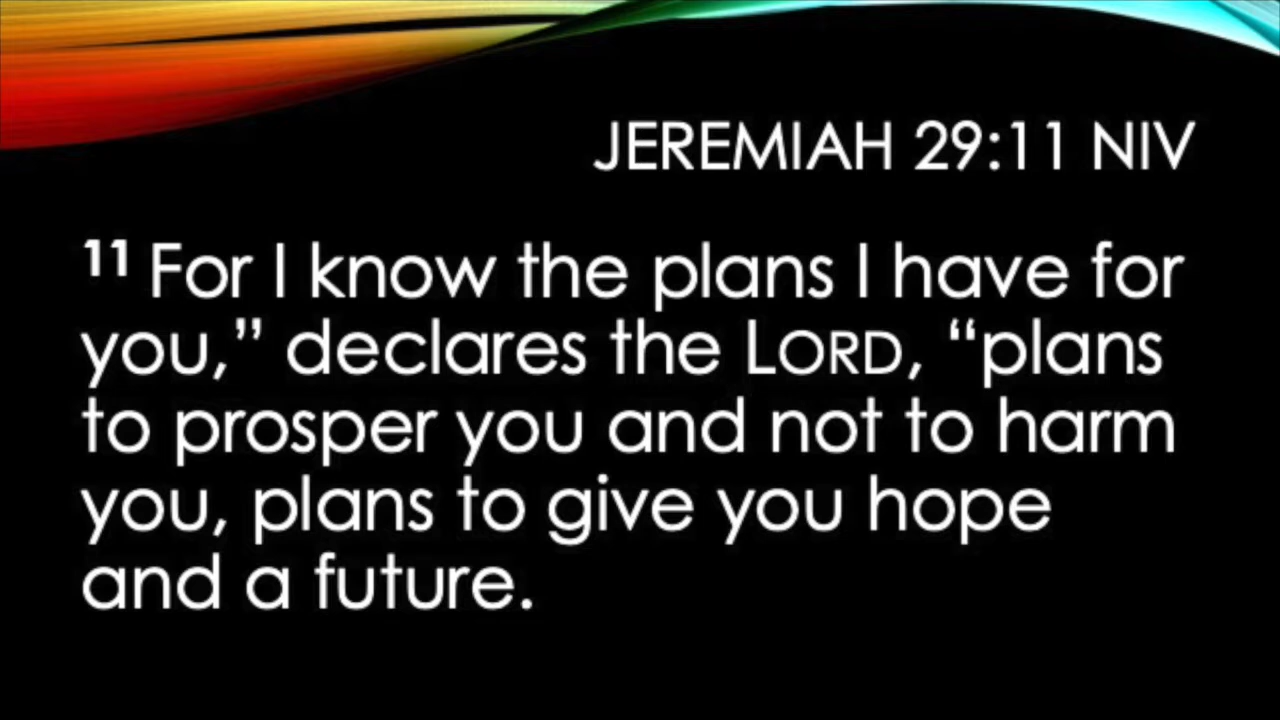 JEREMIAH 29:11 NIV
¹¹ For I know the plans I have for
you,” declares the LORD, “plans
to prosper you and not to harm
you, plans to give you hope
and a future.